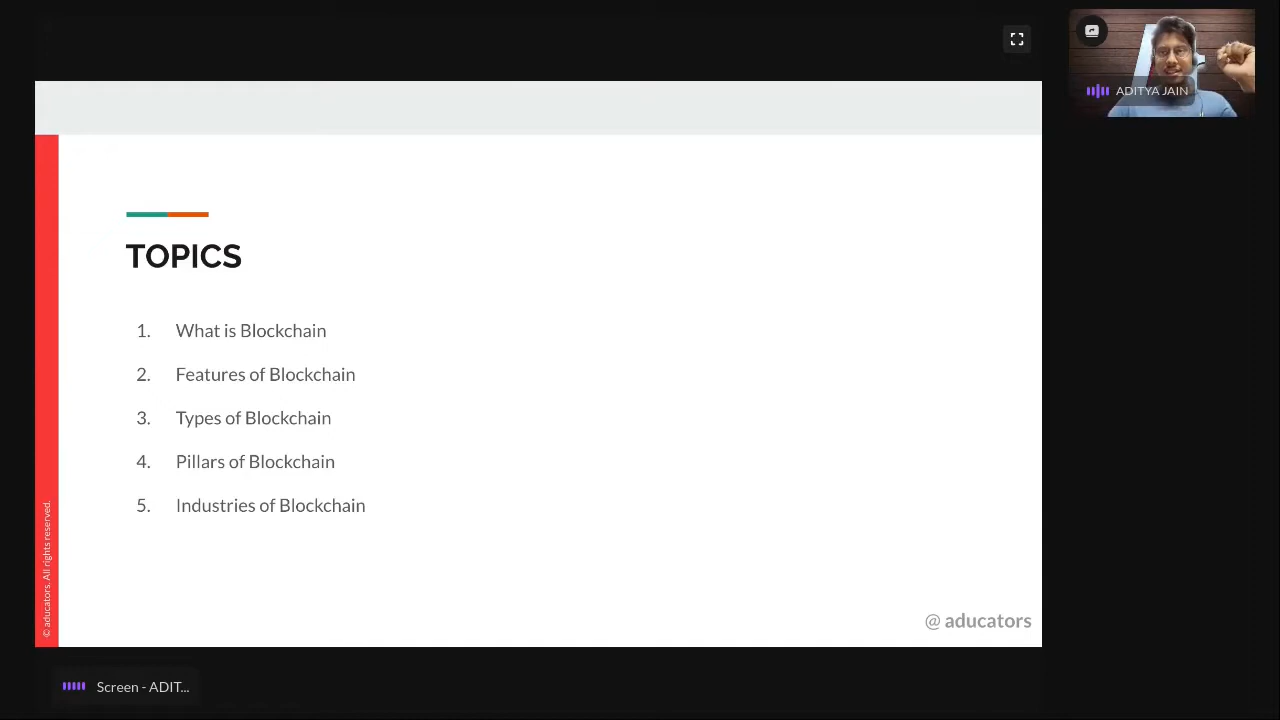 ADITYA JAIN
TOPICS
1. What is Blockchain
2. Features of Blockchain
3. Types of Blockchain
4. Pillars of Blockchain
5. Industries of Blockchain
© aducators. All rights reserved.
@ aducators
Screen - ADIT...